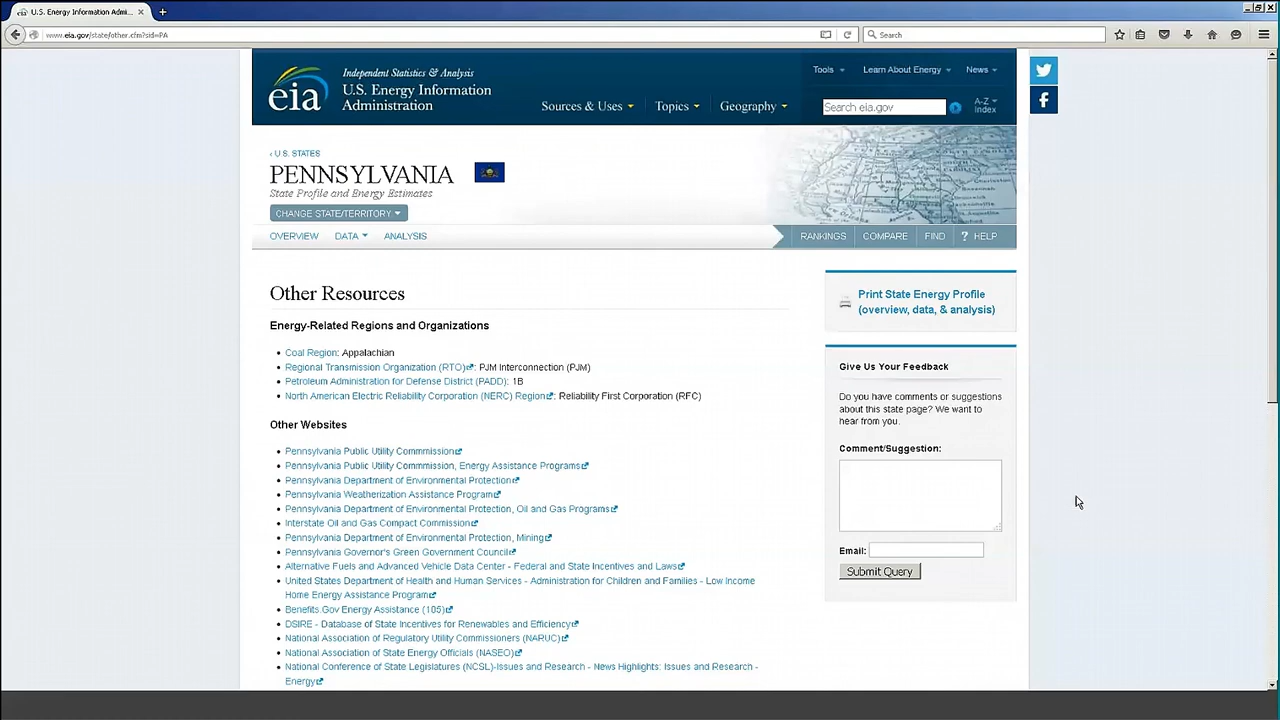 U.S. Energy Information Admi...
www.eia.gov/state/other.cfm?sid=PA
Search
Independent Statistics & Analysis
eia
U.S. Energy Information
Administration
Tools
Learn About Energy
News
Sources & Uses
Topics
Geography
Search eia.gov
A-Z
Index
‹ U.S. STATES
PENNSYLVANIA
State Profile and Energy Estimates
CHANGE STATE/TERRITORY
OVERVIEW
DATA
ANALYSIS
RANKINGS
COMPARE
FIND
? HELP
Other Resources
Energy-Related Regions and Organizations
• Coal Region: Appalachian
• Regional Transmission Organization (RTO): PJM Interconnection (PJM)
• Petroleum Administration for Defense District (PADD): 1B
• North American Electric Reliability Corporation (NERC) Region: Reliability First Corporation (RFC)
Other Websites
• Pennsylvania Public Utility Commmission
• Pennsylvania Public Utility Commmission, Energy Assistance Programs
• Pennsylvania Department of Environmental Protection
• Pennsylvania Weatherization Assistance Program
• Pennsylvania Department of Environmental Protection, Oil and Gas Programs
• Interstate Oil and Gas Compact Commission
• Pennsylvania Department of Environmental Protection, Mining
• Pennsylvania Governor's Green Government Council
• Alternative Fuels and Advanced Vehicle Data Center - Federal and State Incentives and Laws
• United States Department of Health and Human Services - Administration for Children and Families - Low Income
Home Energy Assistance Program
• Benefits.Gov Energy Assistance (105)
• DSIRE - Database of State Incentives for Renewables and Efficiency
• National Association of Regulatory Utility Commissioners (NARUC)
• National Association of State Energy Officials (NASEO)
• National Conference of State Legislatures (NCSL)-Issues and Research - News Highlights: Issues and Research -
Energy
Print State Energy Profile
(overview, data, & analysis)
Give Us Your Feedback
Do you have comments or suggestions
about this state page? We want to
hear from you.
Comment/Suggestion:
Email:
Submit Query